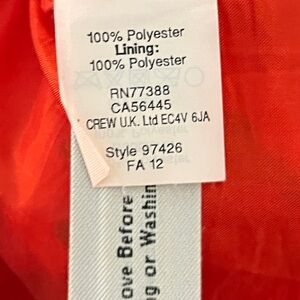 100% Polyester
Lining:
100% Polyester
RN77388
CA56445
CREW U.K. Ltd EC4V 6JA
Style 97426
FA 12
ove Before
ng or Washin